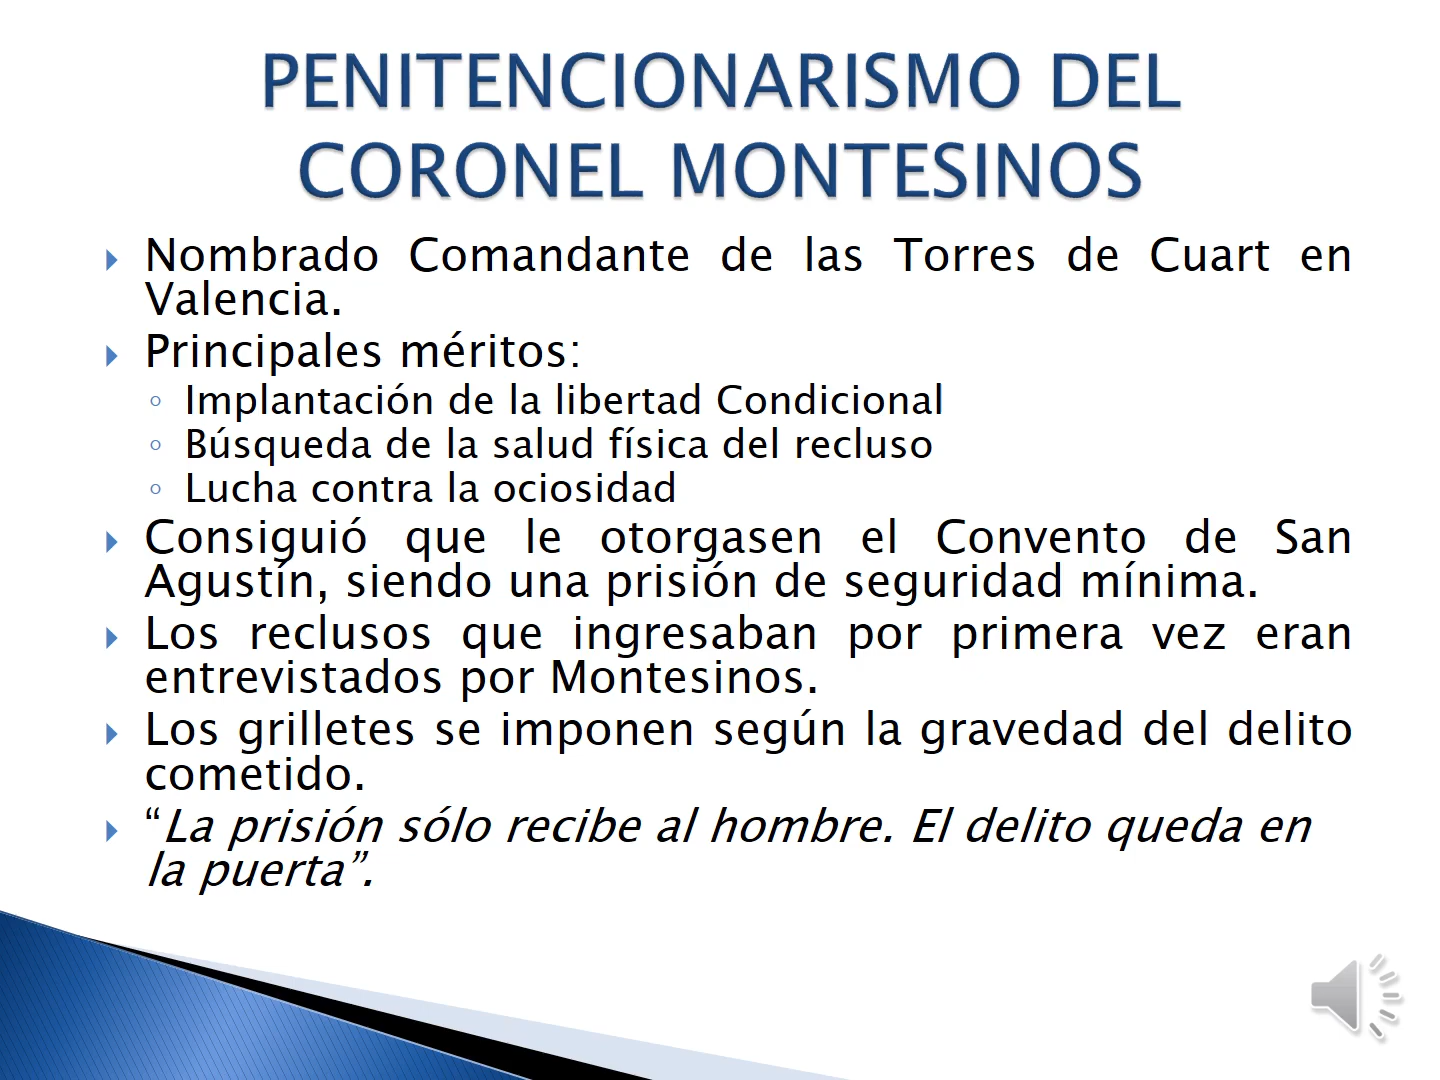 PENITENCIONARISMO DEL
CORONEL MONTESINOS
Nombrado Comandante de las Torres de Cuart en
Valencia.
Principales méritos:
Implantación de la libertad Condicional
Búsqueda de la salud física del recluso
Lucha contra la ociosidad
Consiguió que le otorgasen el Convento de San
Agustín, siendo una prisión de seguridad mínima.
Los reclusos que ingresaban por primera vez eran
entrevistados por Montesinos.
Los grilletes se imponen según la gravedad del delito
cometido.
“La prisión sólo recibe al hombre. El delito queda en
la puerta”.